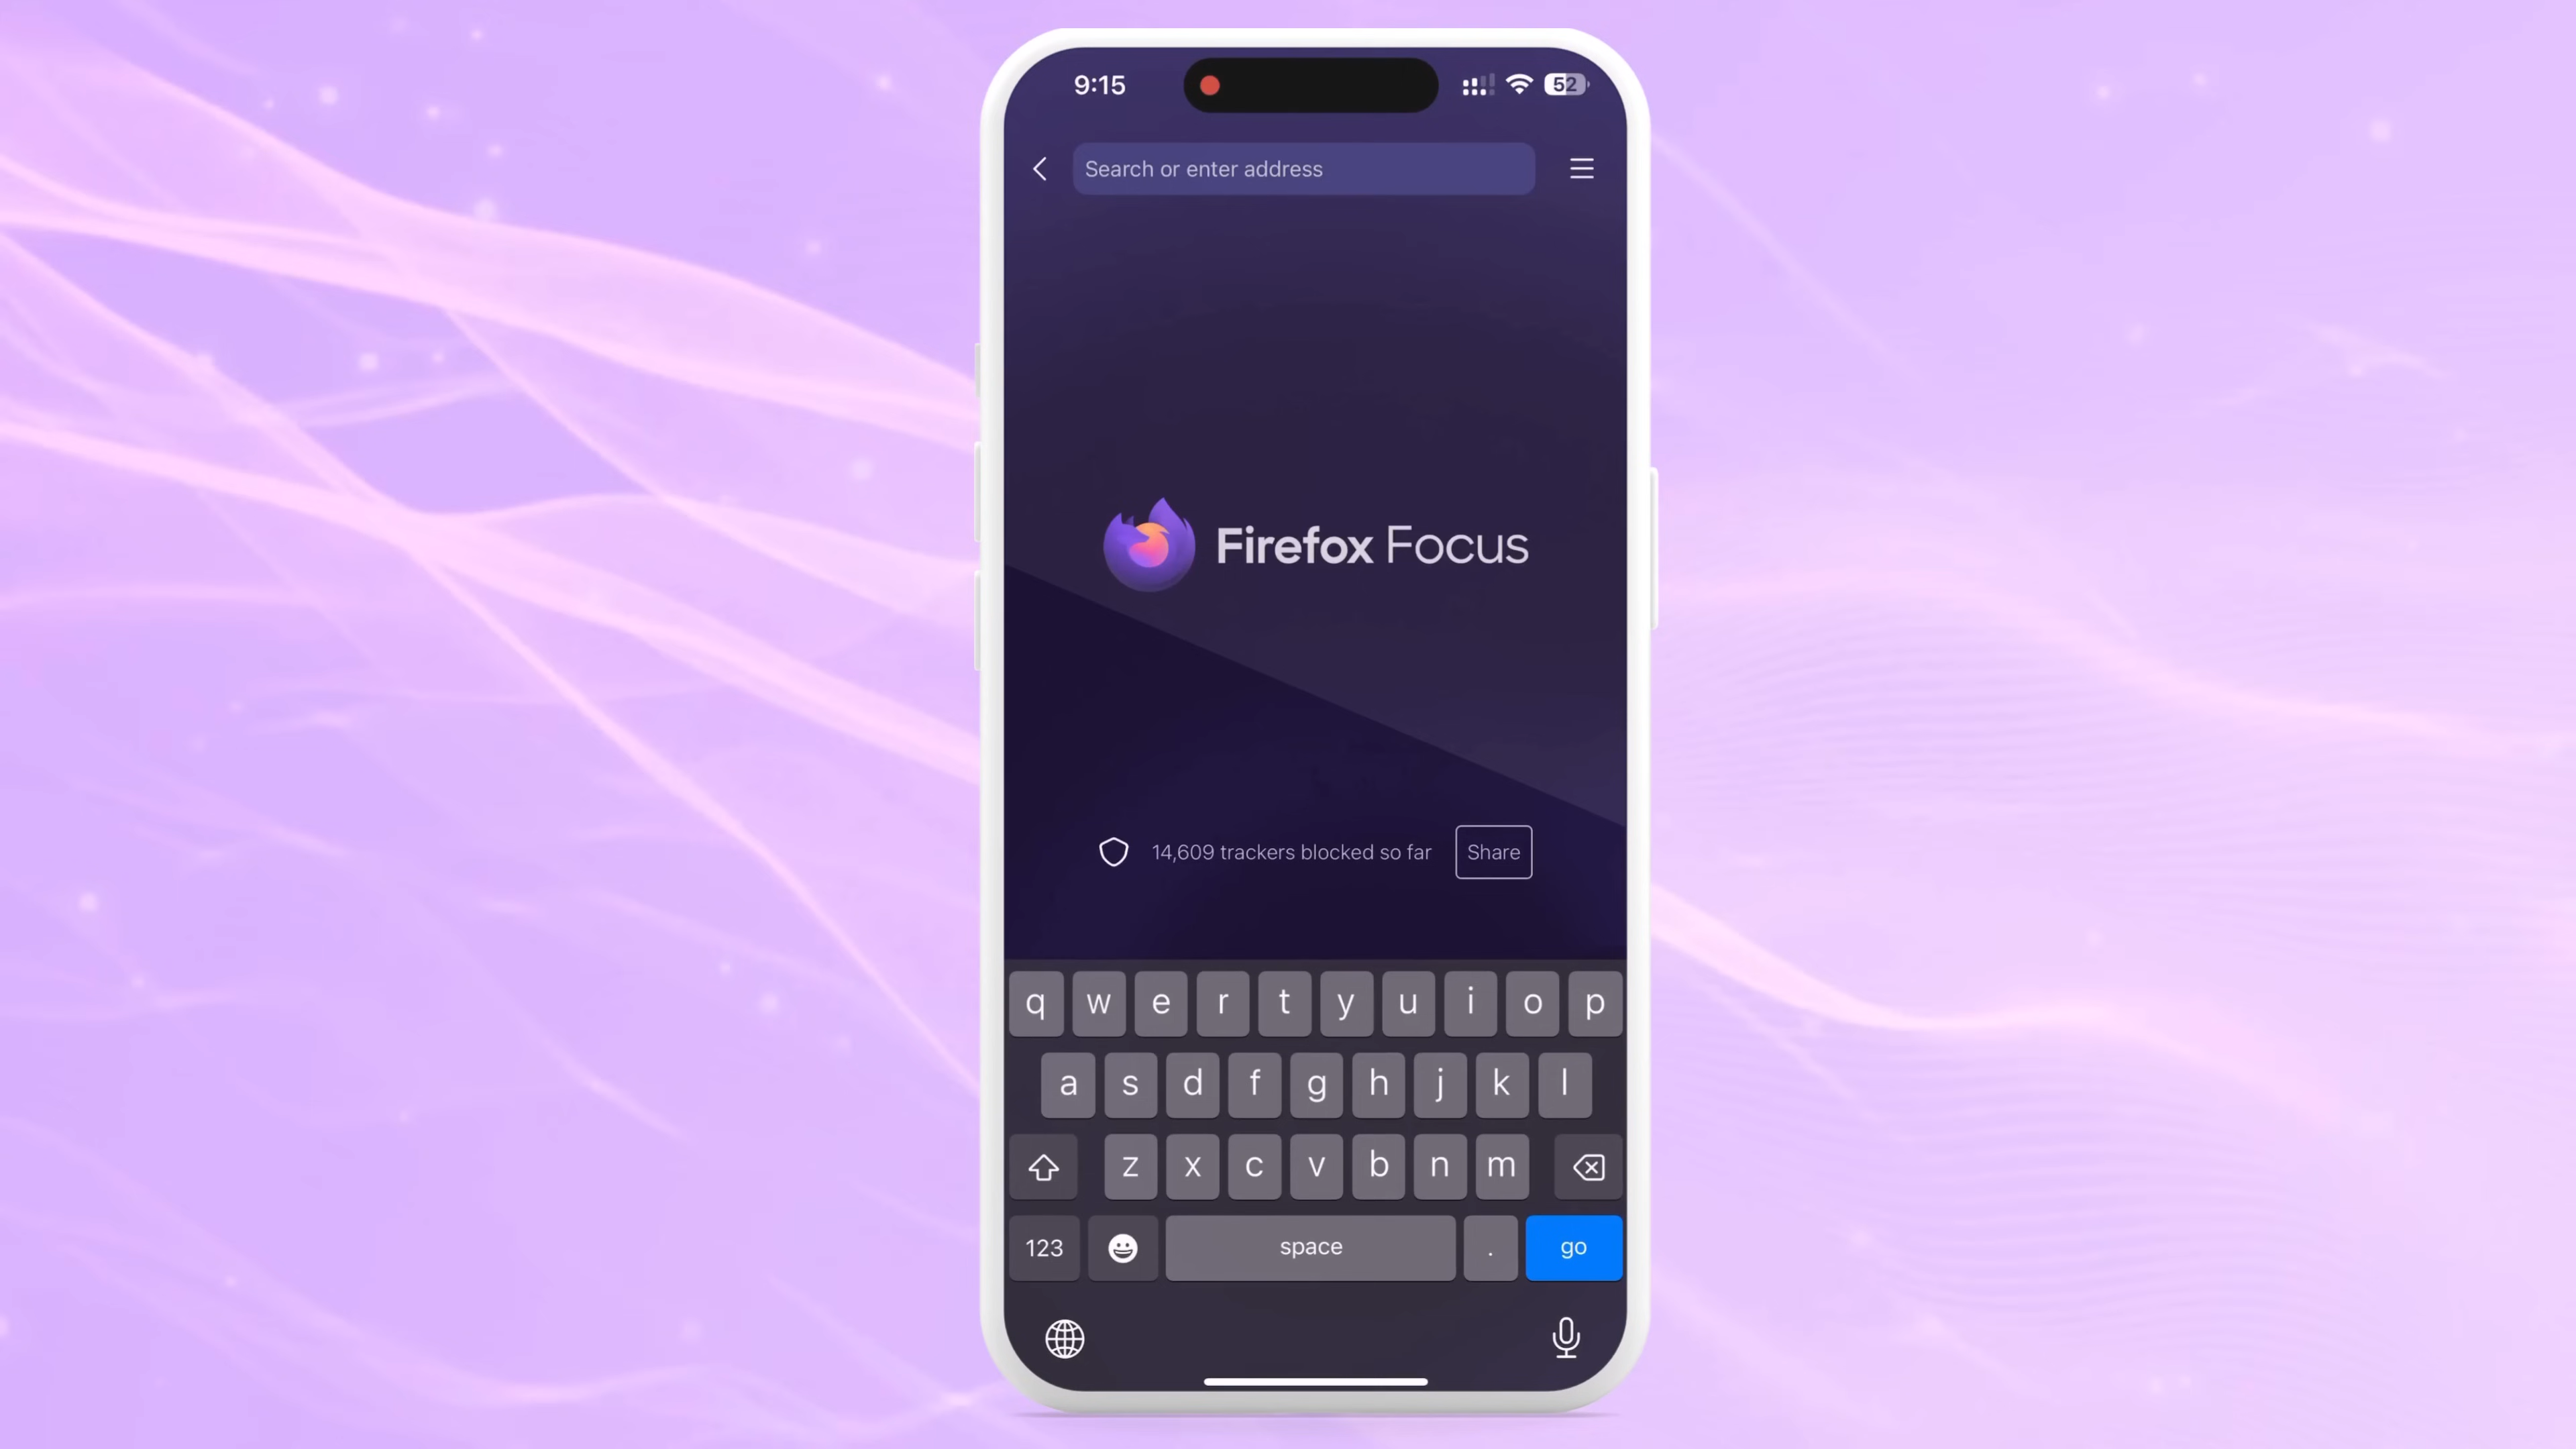 9:15
52
Search or enter address
Firefox Focus
14,609 trackers blocked so far Share
q w e r t y u i o p
a s d f g h j k l
z x c v b n m
123 space . go